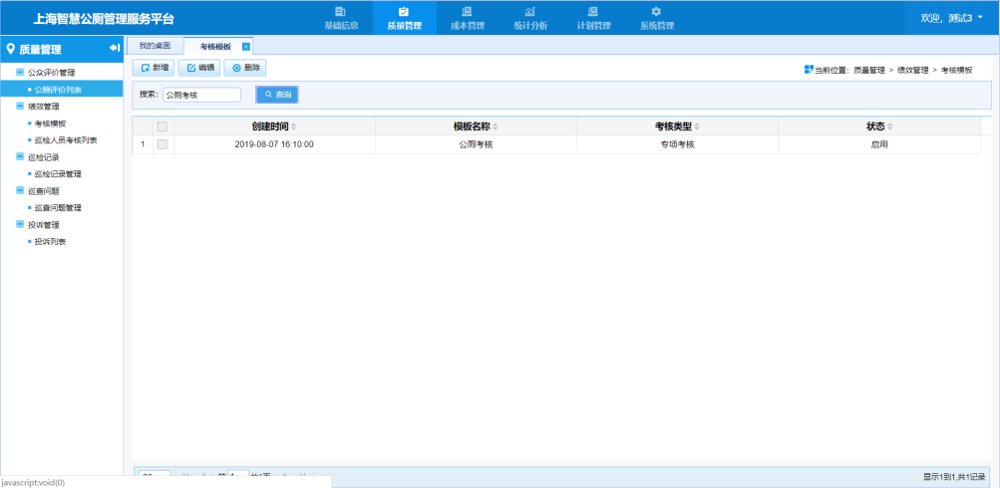 上海智慧公厕管理服务平台
基础信息 质量管理 成本管理 统计分析 计划管理 系统管理
欢迎, 测试3
质量管理
我的桌面 考核模板
新增 编辑 删除
当前位置: 质量管理 > 绩效管理 > 考核模板
搜索: 公厕考核 查询
公众评价管理
公厕评价列表
绩效管理
考核模板
巡检人员考核列表
巡检记录
巡检记录管理
巡查问题
巡查问题管理
投诉管理
投诉列表
创建时间 模板名称 考核类型 状态
1 2019-08-07 16:10:00 公厕考核 专项考核 启用
显示1到1,共1记录
javascript:void(0)